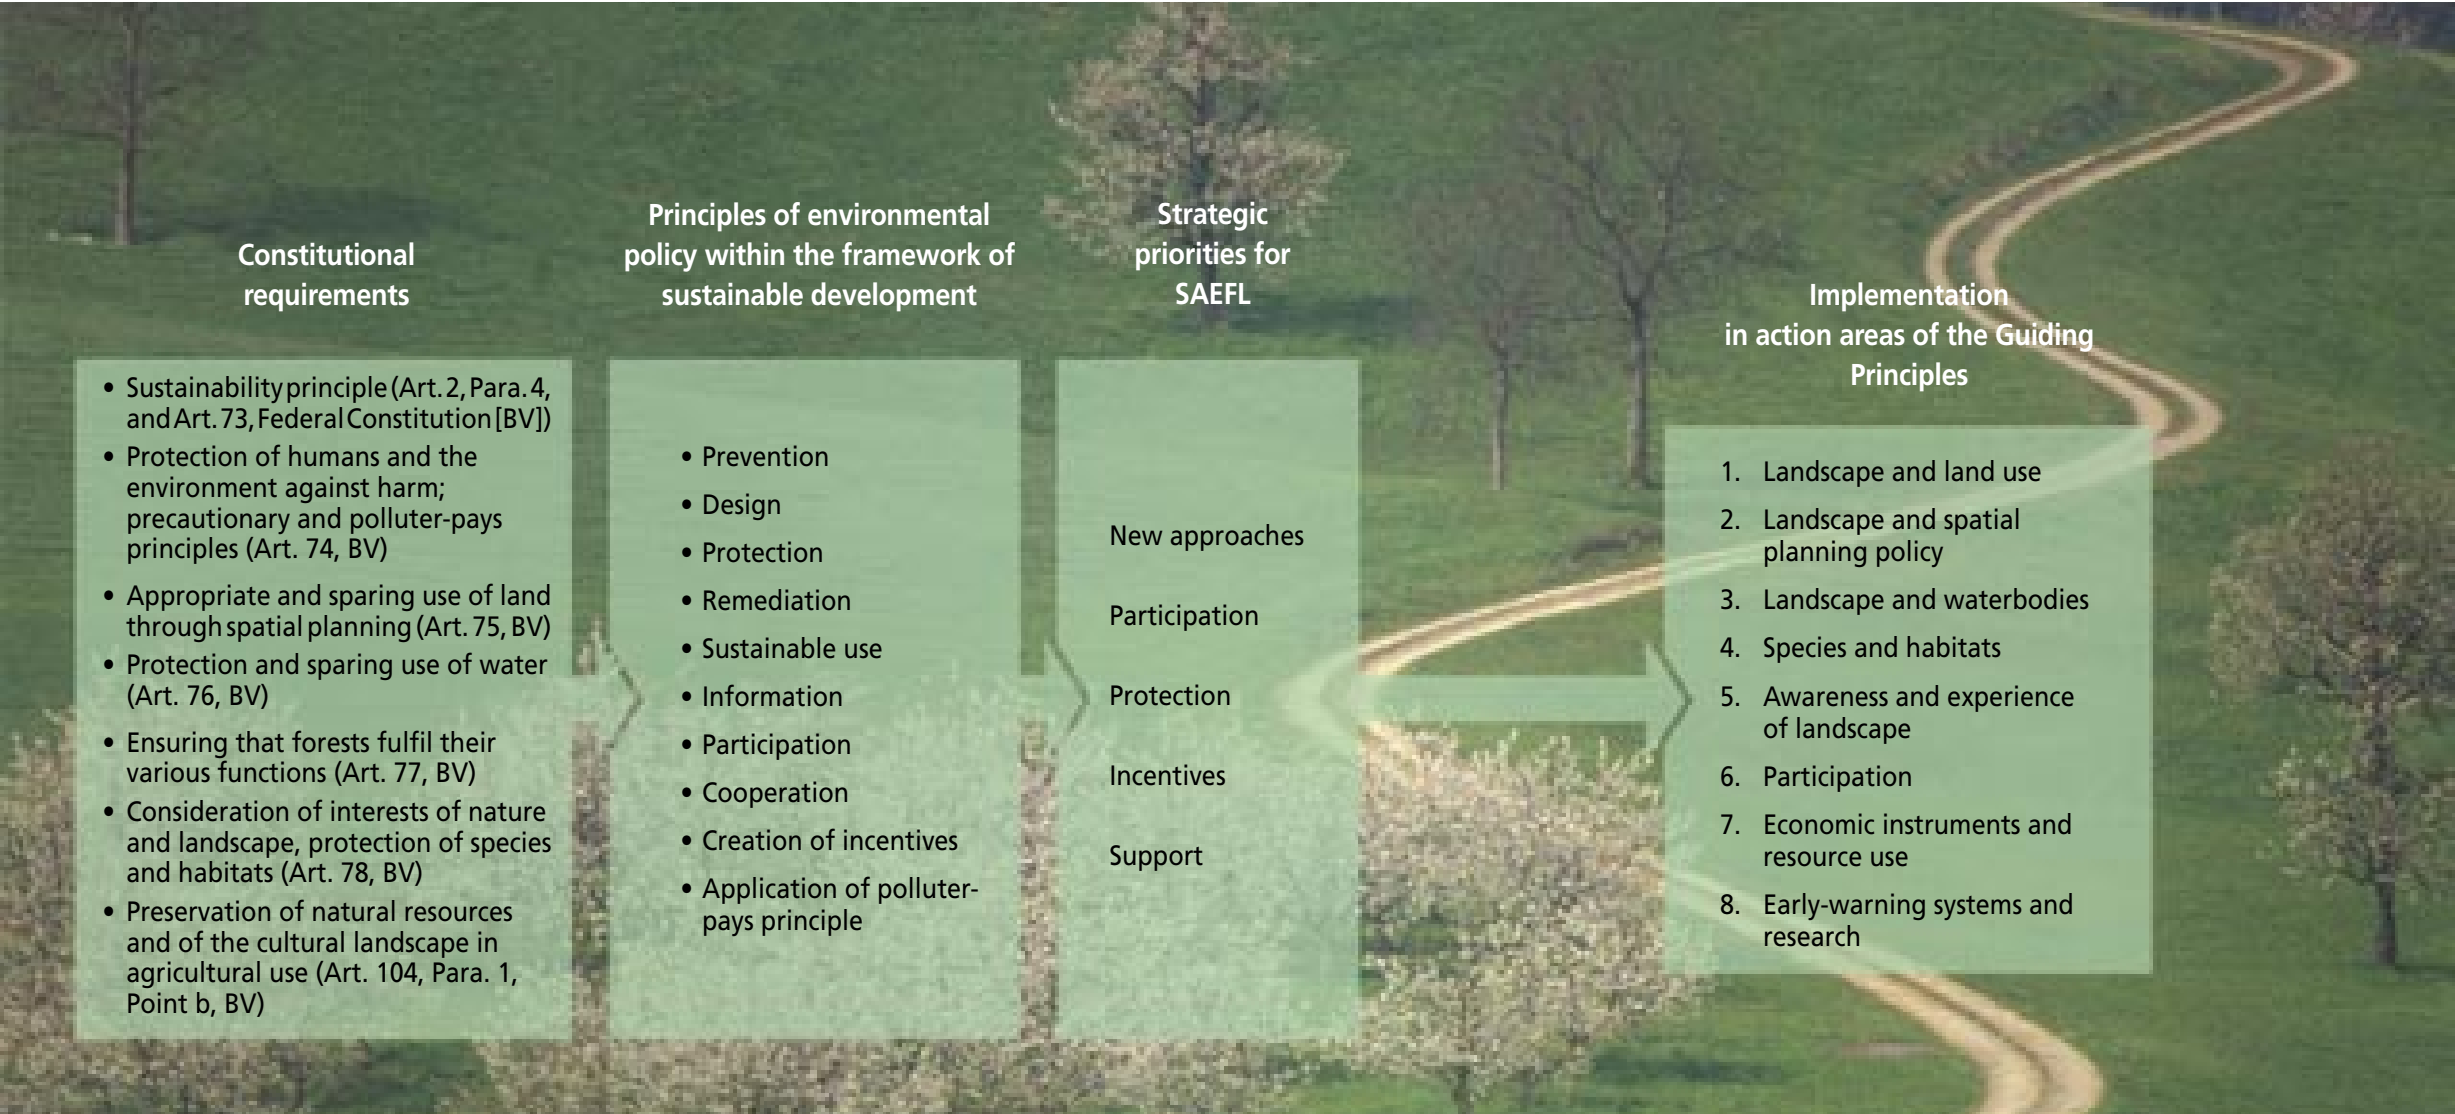 Constitutional
requirements
• Sustainability principle (Art. 2, Para. 4,
and Art. 73, Federal Constitution [BV])
• Protection of humans and the
environment against harm;
precautionary and polluter-pays
principles (Art. 74, BV)
• Appropriate and sparing use of land
through spatial planning (Art. 75, BV)
• Protection and sparing use of water
(Art. 76, BV)
• Ensuring that forests fulfil their
various functions (Art. 77, BV)
• Consideration of interests of nature
and landscape, protection of species
and habitats (Art. 78, BV)
• Preservation of natural resources
and of the cultural landscape in
agricultural use (Art. 104, Para. 1,
Point b, BV)
Principles of environmental
policy within the framework of
sustainable development
• Prevention
• Design
• Protection
• Remediation
• Sustainable use
• Information
• Participation
• Cooperation
• Creation of incentives
• Application of polluter-
pays principle
Strategic
priorities for
SAEFL
New approaches
Participation
Protection
Incentives
Support
Implementation
in action areas of the Guiding
Principles
1. Landscape and land use
2. Landscape and spatial
planning policy
3. Landscape and waterbodies
4. Species and habitats
5. Awareness and experience
of landscape
6. Participation
7. Economic instruments and
resource use
8. Early-warning systems and
research